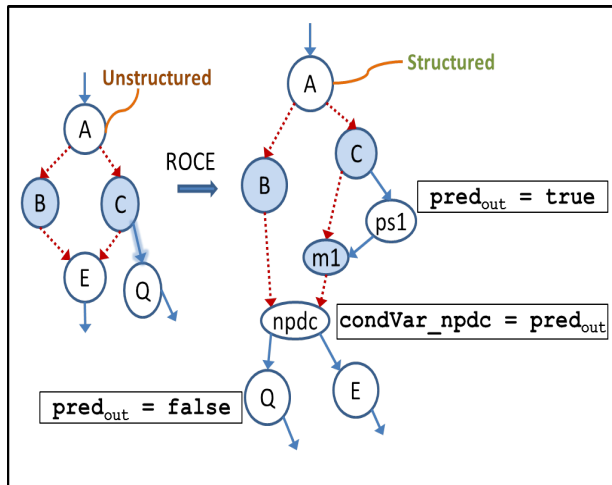 Unstructured
A
B
C
E
Q
ROCE
Structured
A
B
C
ps1
pred_out = true
m1
npdc
condVar_npdc = pred_out
pred_out = false
Q
E